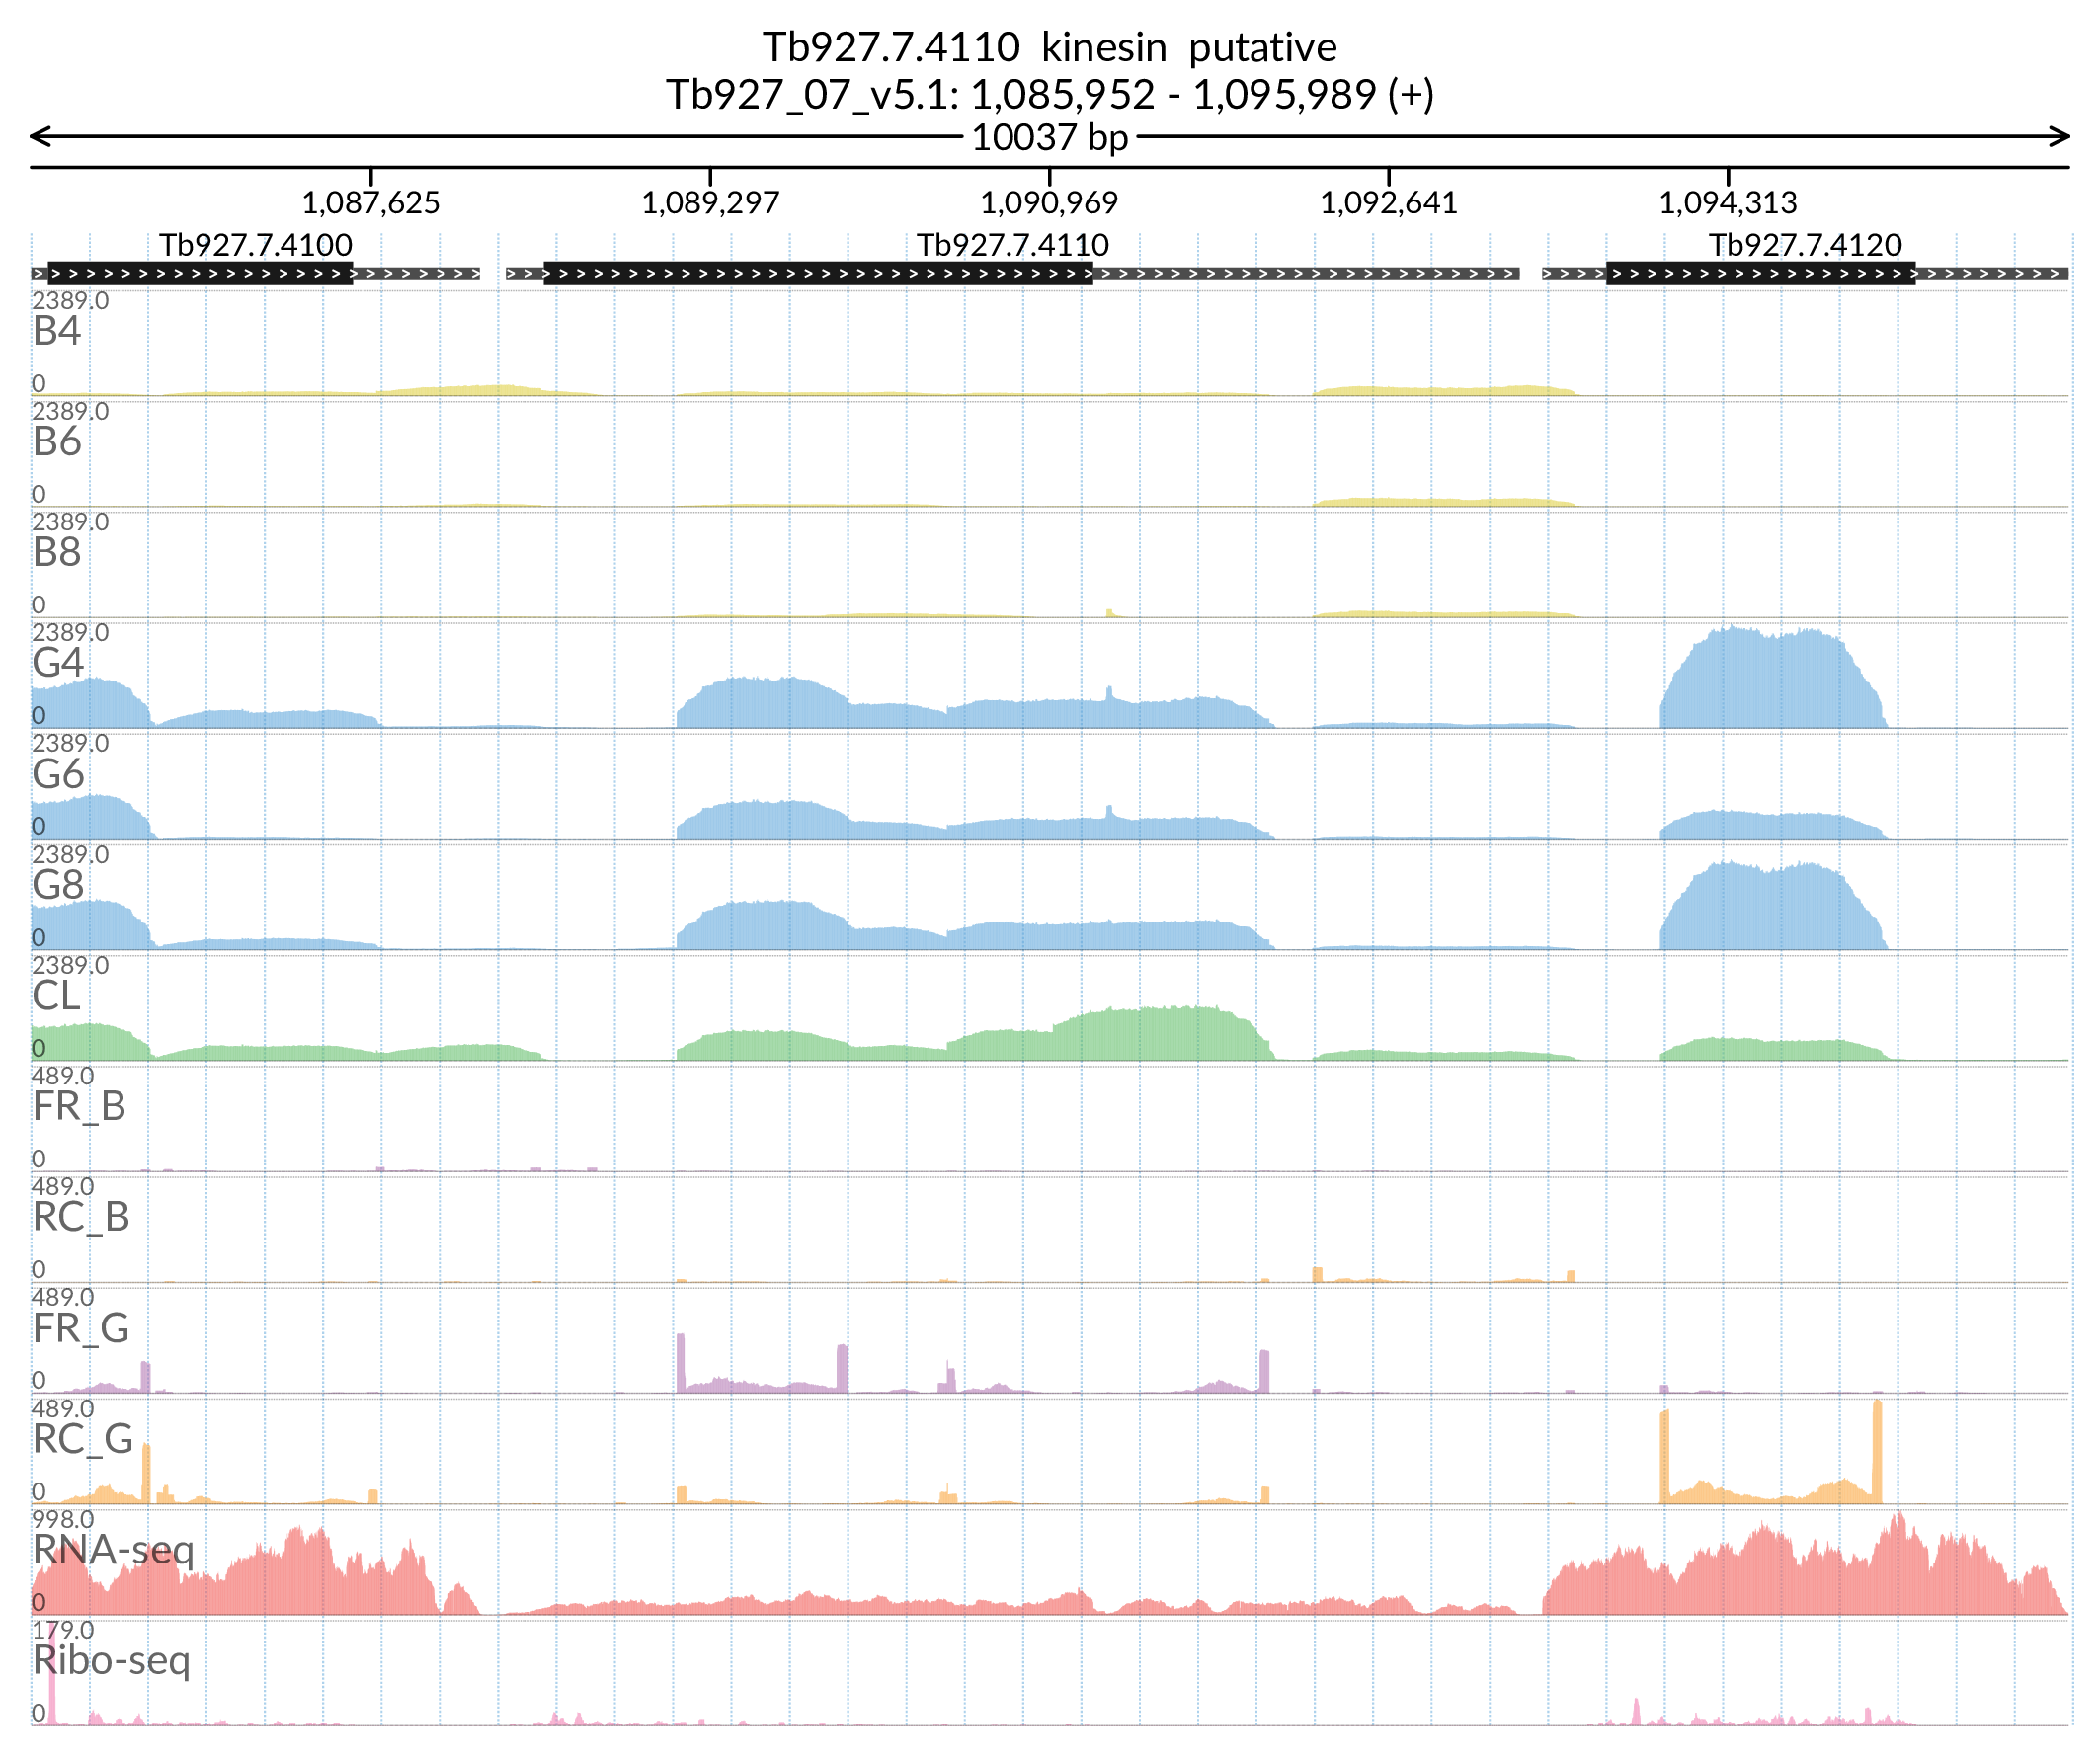 Tb927.7.4110 kinesin putative
Tb927_07_v5.1: 1,085,952 - 1,095,989 (+)
10037 bp
1,087,625 1,089,297 1,090,969 1,092,641 1,094,313
Tb927.7.4100 Tb927.7.4110 Tb927.7.4120
2389.0
B4
0
2389.0
B6
0
2389.0
B8
0
2389.0
G4
0
2389.0
G6
0
2389.0
G8
0
2389.0
CL
0
489.0
FR_B
0
489.0
RC_B
0
489.0
FR_G
0
489.0
RC_G
0
998.0
RNA-seq
0
179.0
Ribo-seq
0